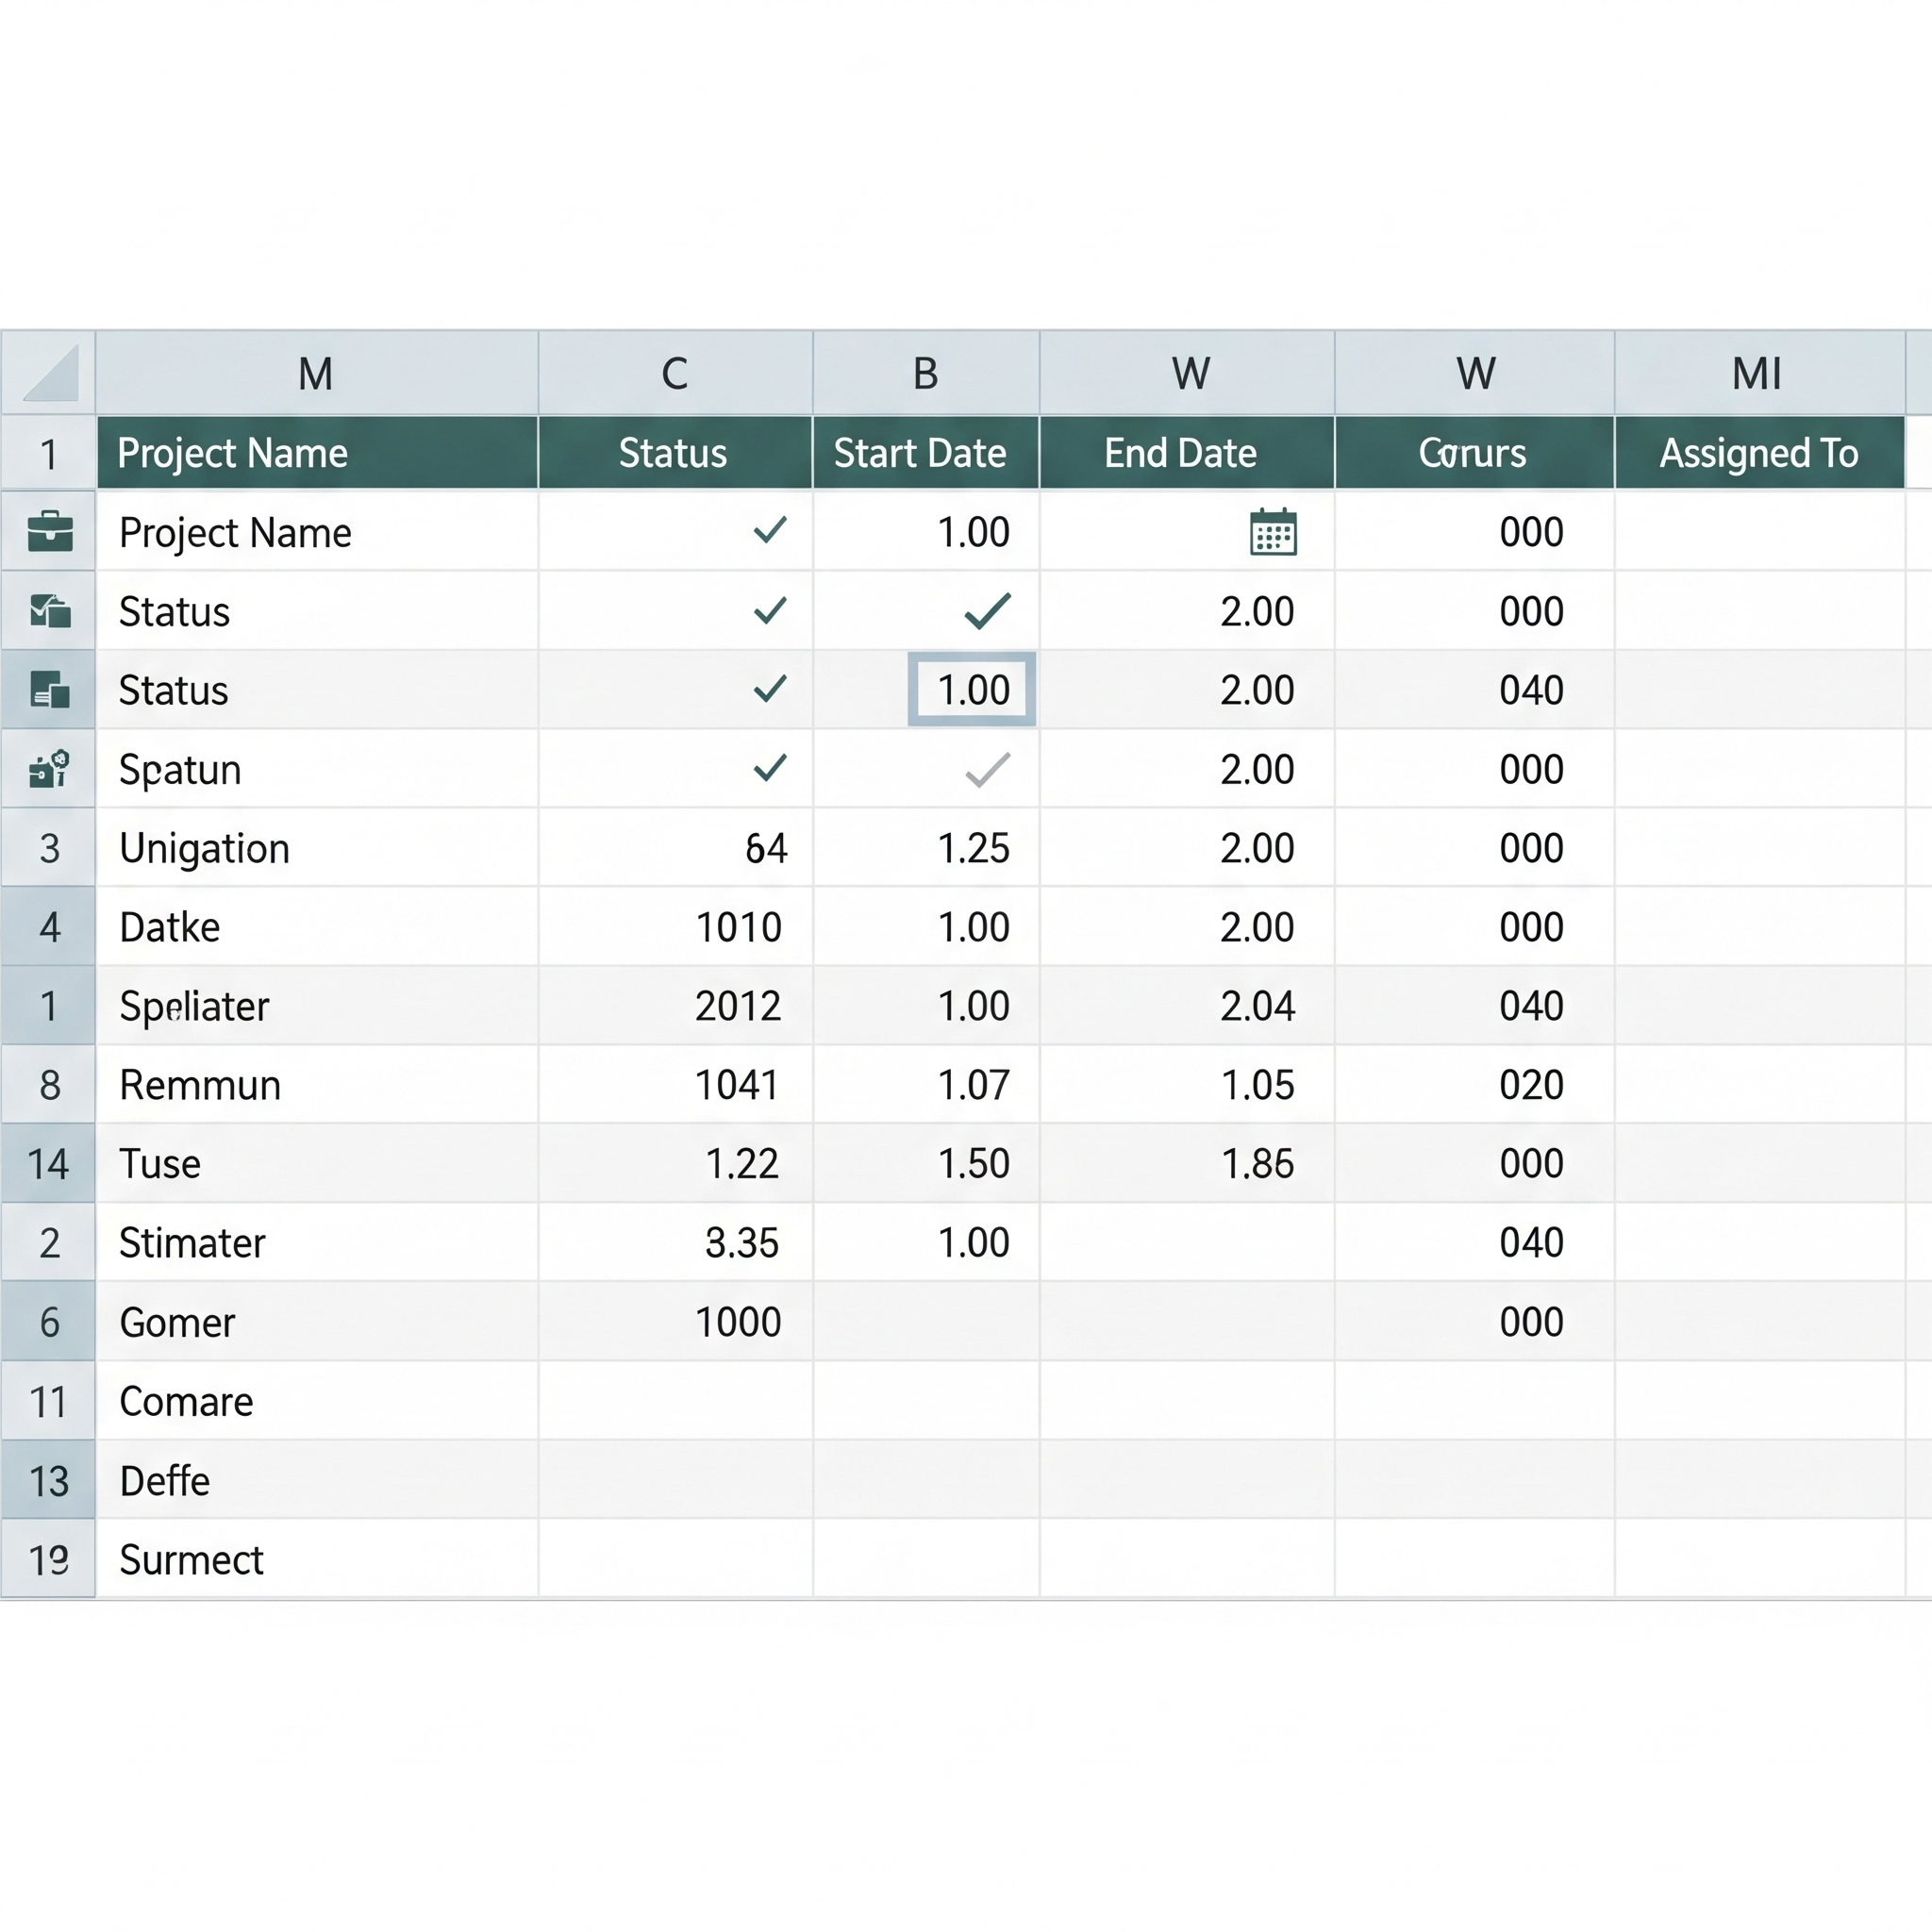 M C B W W MI
1 Project Name Status Start Date End Date Assigned To
Project Name 1.00 000
Status 2.00 000
Status 1.00 2.00 040
Spatun 2.00 000
3 Unigation 64 1.25 2.00 000
4 Datke 1010 1.00 2.00 000
1 2012 1.00 2.04 040
8 Remmun 1041 1.07 1.05 020
14 Tuse 1.22 1.50 1.85 000
2 Stimater 3.35 1.00 040
6 Gomer 1000 000
11 Comare
13 Deffe
Surmect